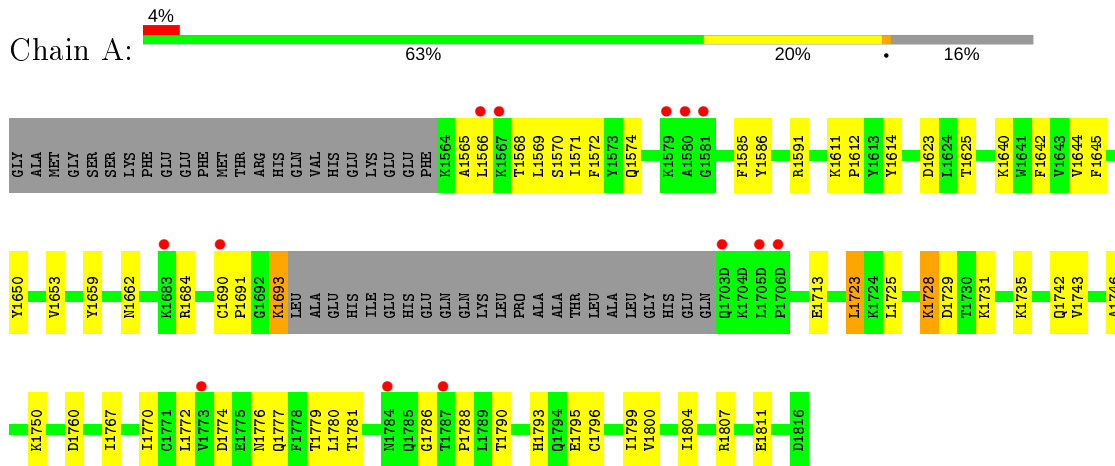 4%
Chain A:
63% 20% • 16%
GLY ALA MET GLY SER SER LYS PHE GLU GLU PHE MET THR ARG HIS GLN VAL HIS GLU LYS GLU GLU PHE K1564 A1565 L1566 K1567 T1568 L1569 S1570 I1571 F1572 Y1573 Q1574 K1579 A1580 G1581 F1585 Y1586 R1591 K1611 P1612 Y1613 Y1614 D1623 L1624 T1625 K1640 W1641 F1642 V1643 V1644 F1645
Y1650 V1653 Y1659 N1662 K1683 R1684 C1690 P1691 G1692 K1693 LEU ALA GLU HIS ILE GLU HIS GLU GLN GLN LYS LEU PRO ALA ALA THR LEU ALA LEU GLY HIS GLU GLN Q1703D K1704D L1705D P1706D E1713 L1723 K1724 L1725 K1728 D1729 T1730 K1731 K1735 Q1742 V1743 A1746
K1750 D1760 I1767 I1770 C1771 L1772 V1773 D1774 E1775 N1776 Q1777 F1778 T1779 L1780 T1781 N1784 Q1785 G1786 T1787 P1788 L1789 T1790 H1793 Q1794 E1795 C1796 I1799 V1800 I1804 R1807 E1811 D1816